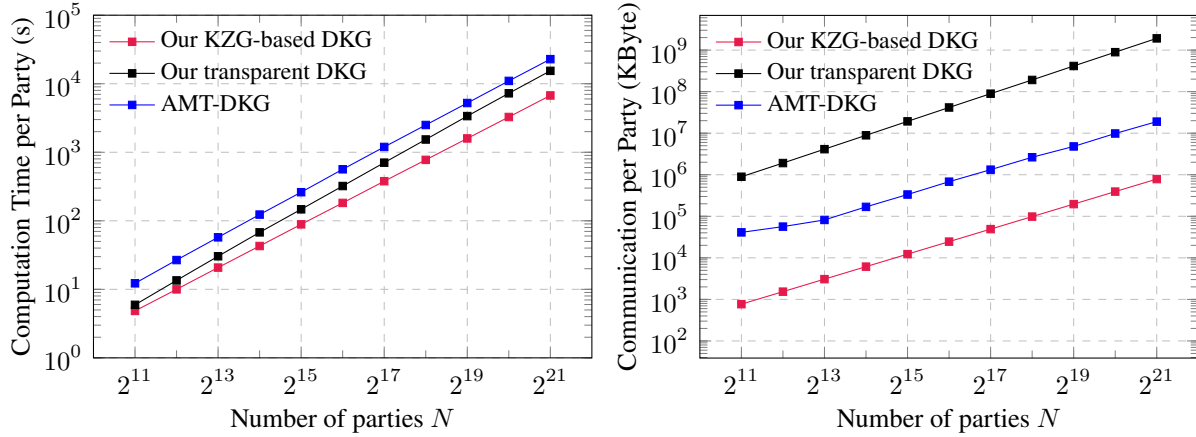 Computation Time per Party (s)
10^5
10^4
10^3
10^2
10^1
10^0
Our KZG-based DKG
Our transparent DKG
AMT-DKG
2^11 2^13 2^15 2^17 2^19 2^21
Number of parties N
Communication per Party (KByte)
10^9
10^8
10^7
10^6
10^5
10^4
10^3
10^2
Our KZG-based DKG
Our transparent DKG
AMT-DKG
2^11 2^13 2^15 2^17 2^19 2^21
Number of parties N